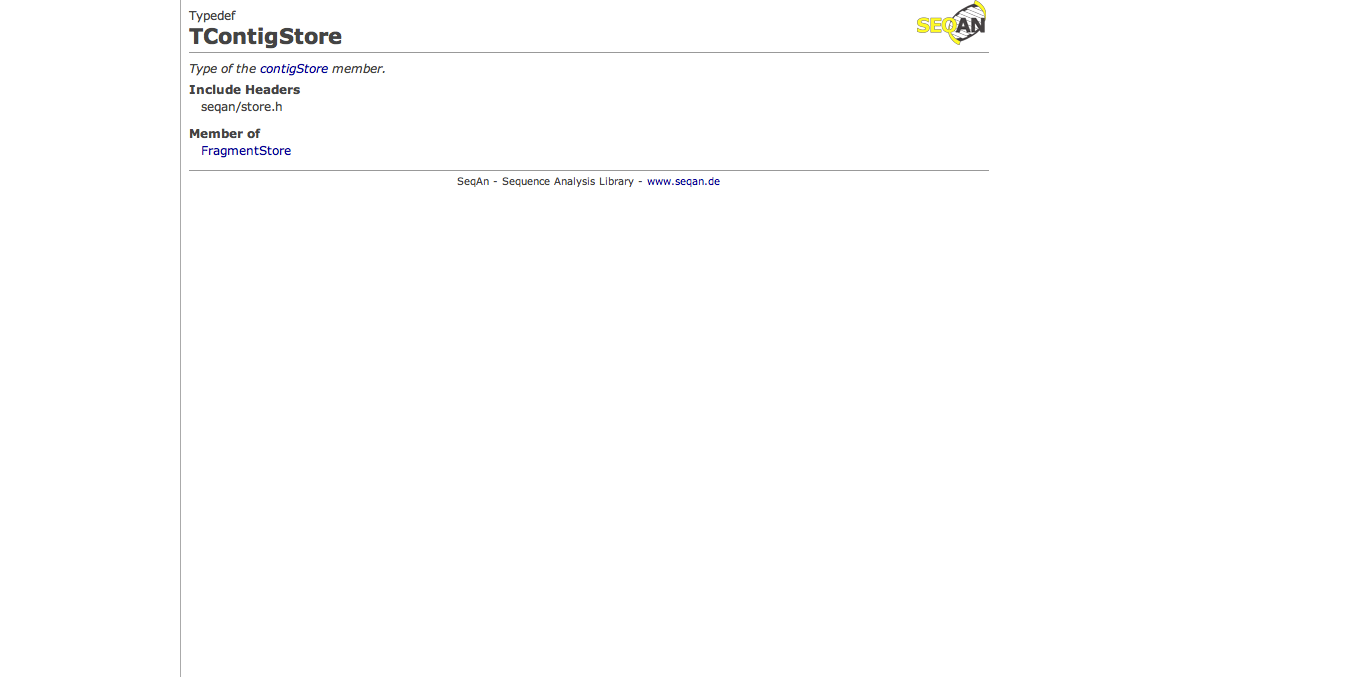 Typedef
SEQAN
TContigStore
Type of the contigStore member.
Include Headers
seqan/store.h
Member of
FragmentStore
SeqAn - Sequence Analysis Library - www.seqan.de